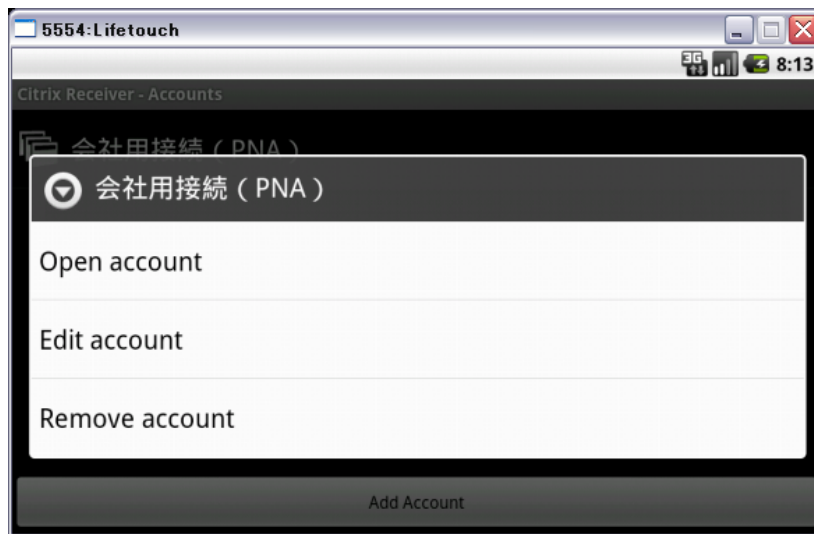 5554:Lifetouch
3G 8:13
Citrix Receiver - Accounts
会社用接続（PNA）
会社用接続（PNA）
Open account
Edit account
Remove account
Add Account